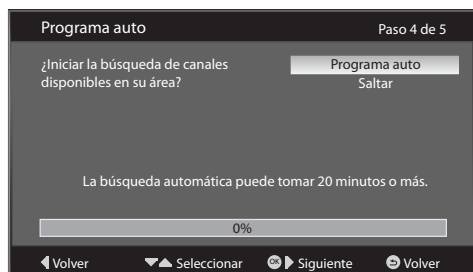 Programa auto Paso 4 de 5
¿Iniciar la búsqueda de canales
disponibles en su área?
Programa auto
Saltar
La búsqueda automática puede tomar 20 minutos o más.
0%
Volver Seleccionar OK Siguiente Volver